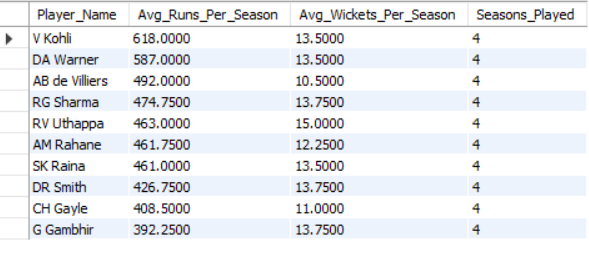 Player_Name Avg_Runs_Per_Season Avg_Wickets_Per_Season Seasons_Played
V Kohli 618.0000 13.5000 4
DA Warner 587.0000 13.5000 4
AB de Villiers 492.0000 10.5000 4
RG Sharma 474.7500 13.7500 4
RV Uthappa 463.0000 15.0000 4
AM Rahane 461.7500 12.2500 4
SK Raina 461.0000 13.5000 4
DR Smith 426.7500 13.7500 4
CH Gayle 408.5000 11.0000 4
G Gambhir 392.2500 13.7500 4